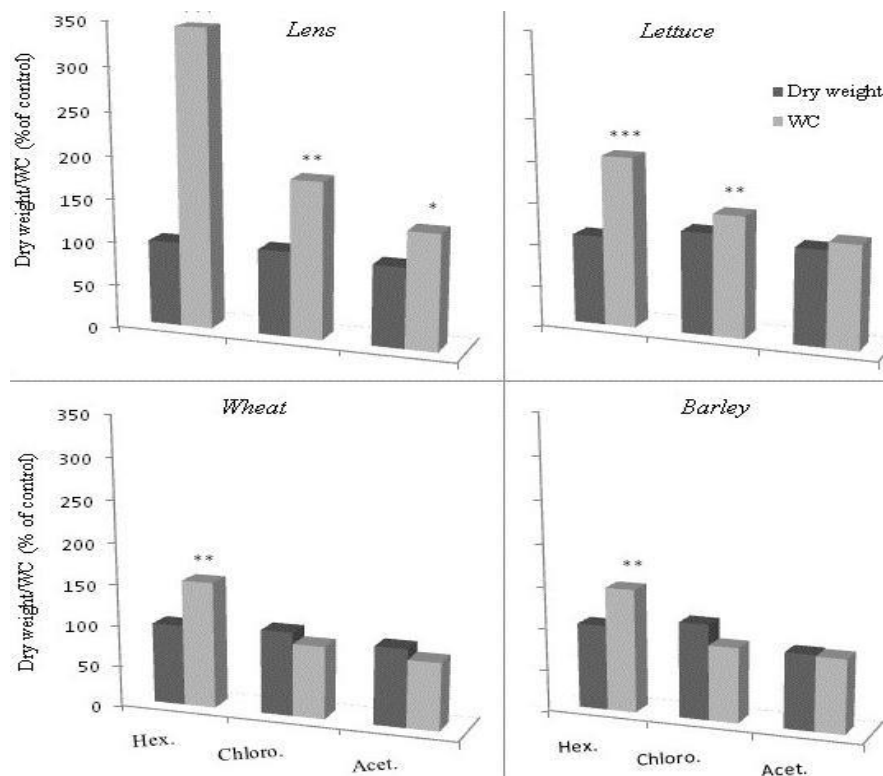 Lens
Lettuce
Dry weight/WC (%of control)
350
300
250
200
150
100
50
0
***
**
*
***
**
Dry weight
WC
Wheat
Barley
Dry weight/WC (% of control)
350
300
250
200
150
100
50
0
**
**
Hex.
Chloro.
Acet.
Hex.
Chloro.
Acet.